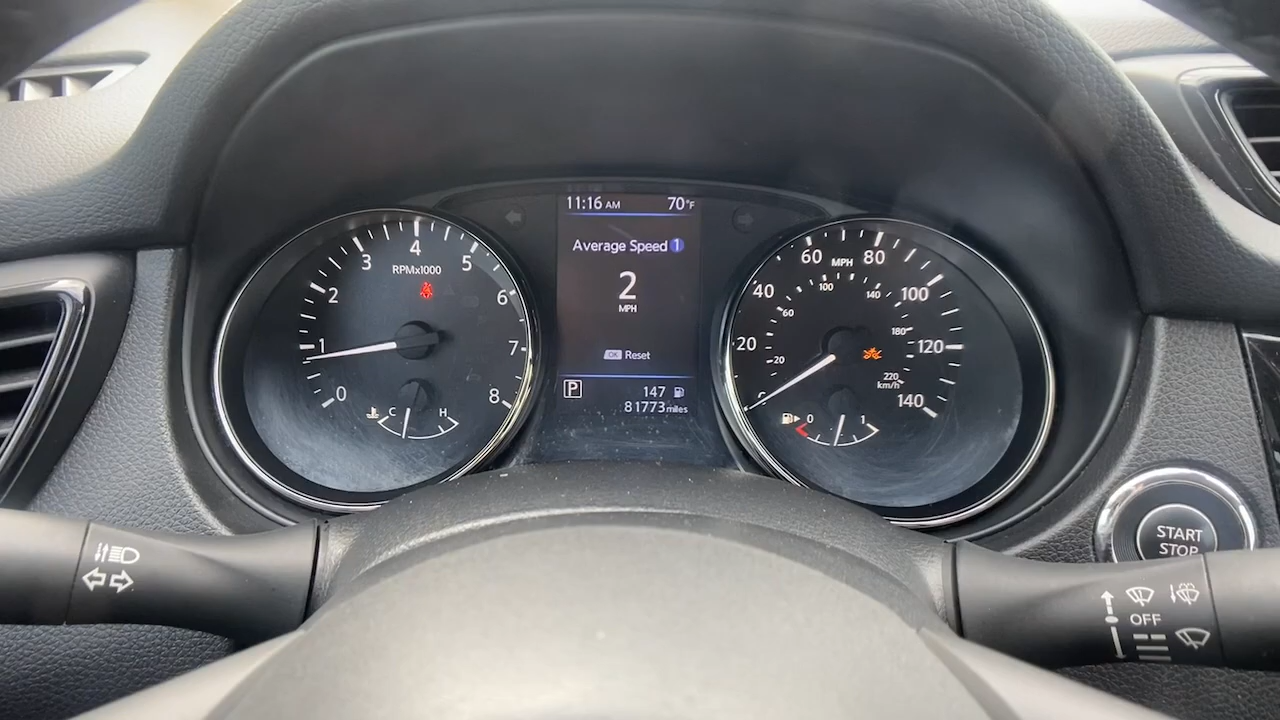 11:16 AM 70°F
Average Speed 1
2
MPH
OK Reset
P 147
81773 miles
0 1 2 3 4 5 6 7 8
RPMx1000
C H
0 20 40 60 80 100 120 140
MPH
20 60 100 140 180 220
km/h
0 1
START
STOP
OFF